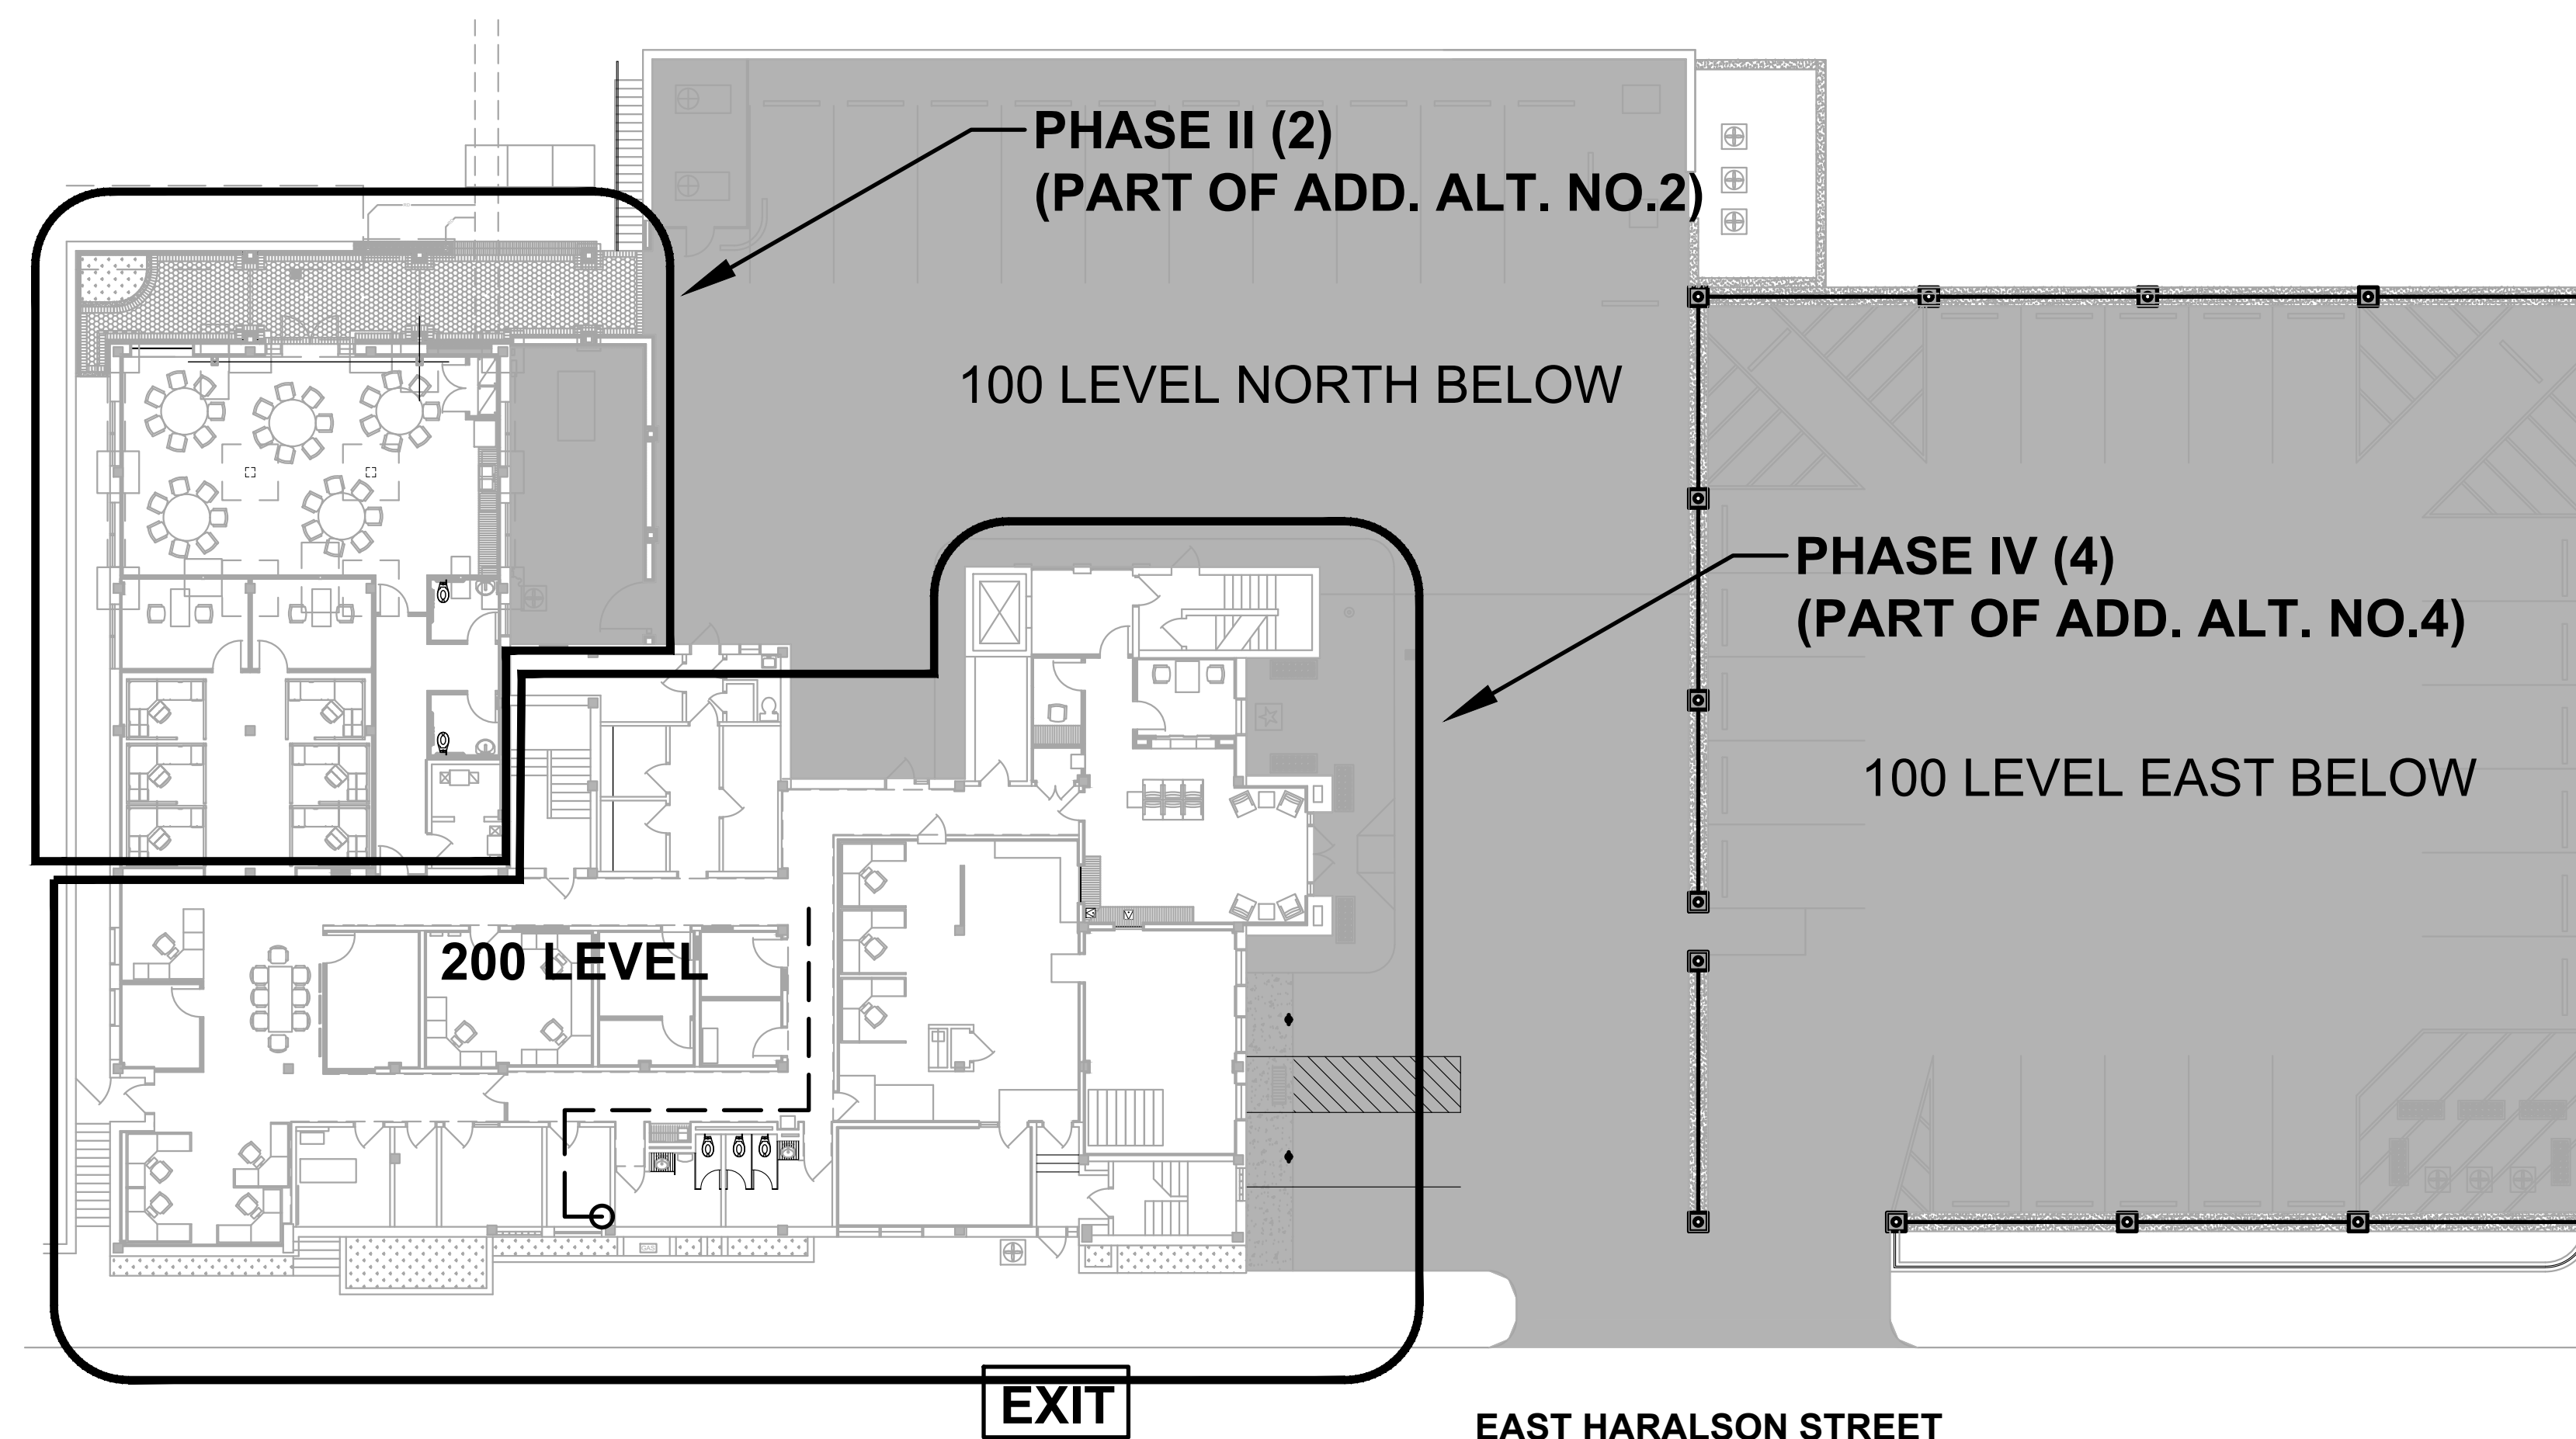 PHASE II (2)
(PART OF ADD. ALT. NO.2)
100 LEVEL NORTH BELOW
PHASE IV (4)
(PART OF ADD. ALT. NO.4)
100 LEVEL EAST BELOW
200 LEVEL
GAS
EXIT
EAST HARALSON STREET